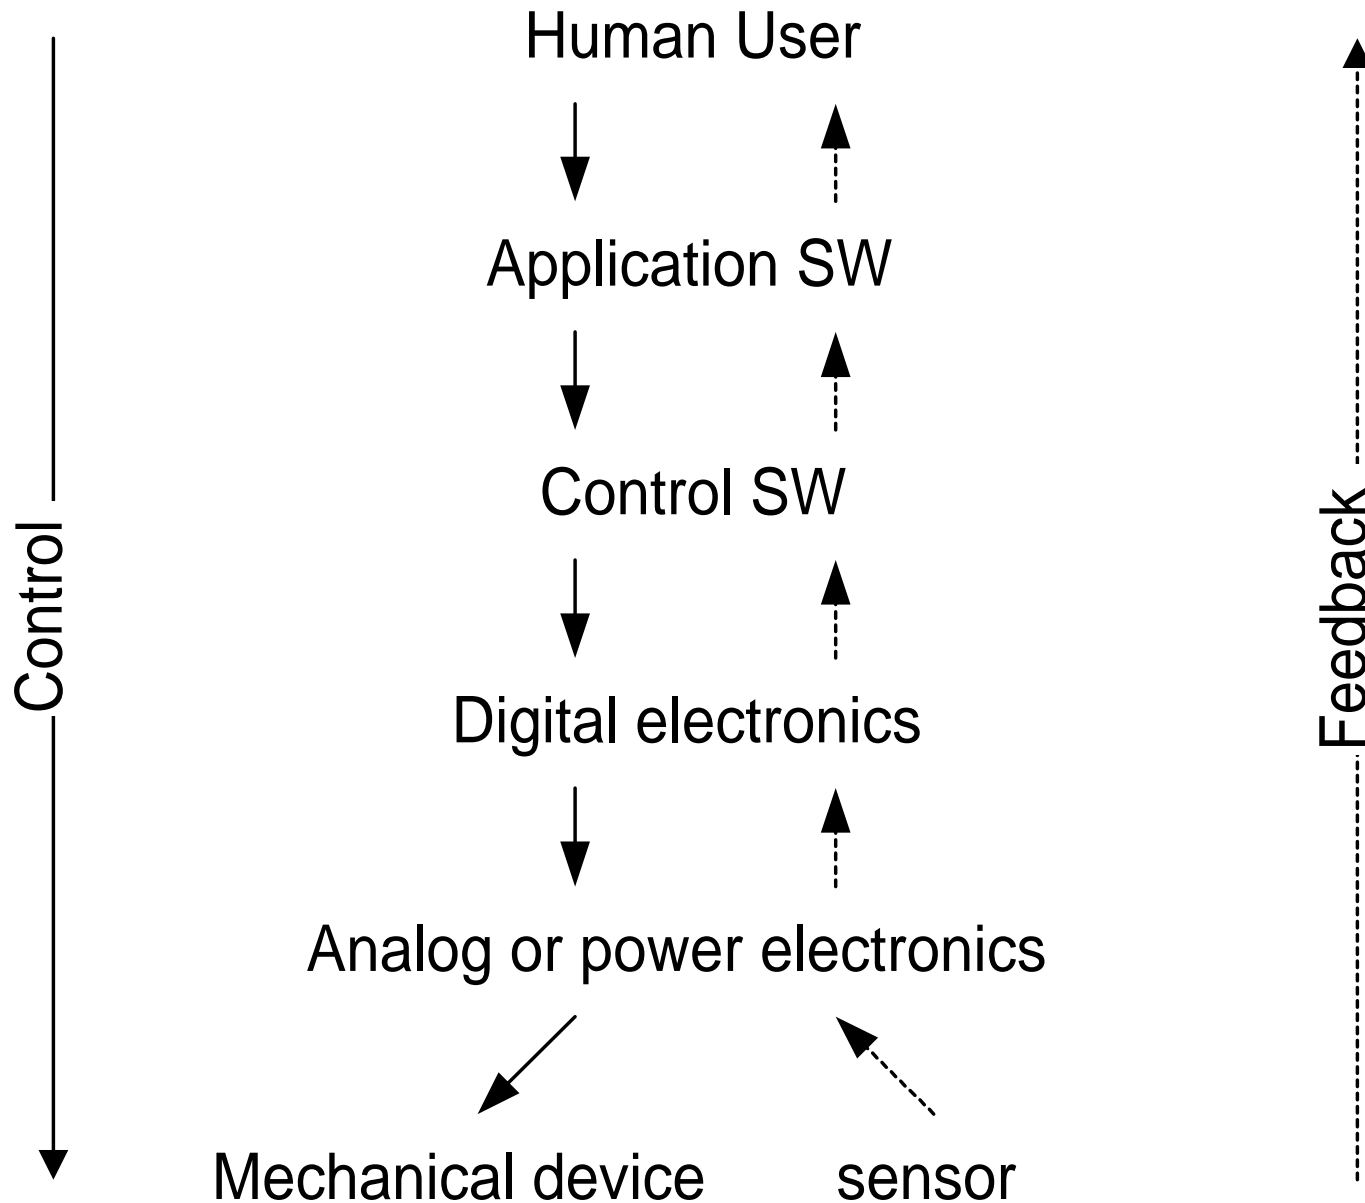 Human User
Application SW
Control SW
Control
Feedback
Digital electronics
Analog or power electronics
Mechanical device
sensor